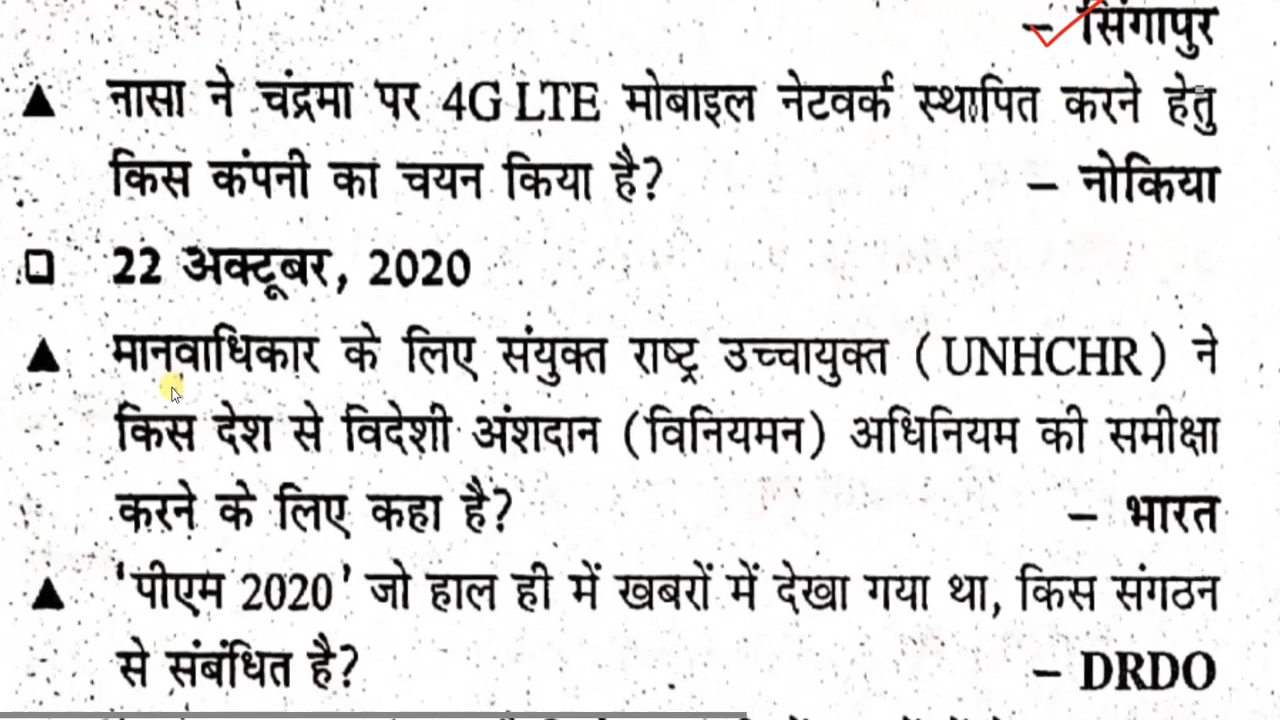 – सिंगापुर
▲ नासा ने चंद्रमा पर 4G LTE मोबाइल नेटवर्क स्थापित करने हेतु
किस कंपनी का चयन किया है? – नोकिया
❑ 22 अक्टूबर, 2020
▲ मानवाधिकार के लिए संयुक्त राष्ट्र उच्चायुक्त (UNHCHR) ने
किस देश से विदेशी अंशदान (विनियमन) अधिनियम की समीक्षा
करने के लिए कहा है? – भारत
▲ 'पीएम 2020' जो हाल ही में खबरों में देखा गया था, किस संगठन
से संबंधित है? – DRDO